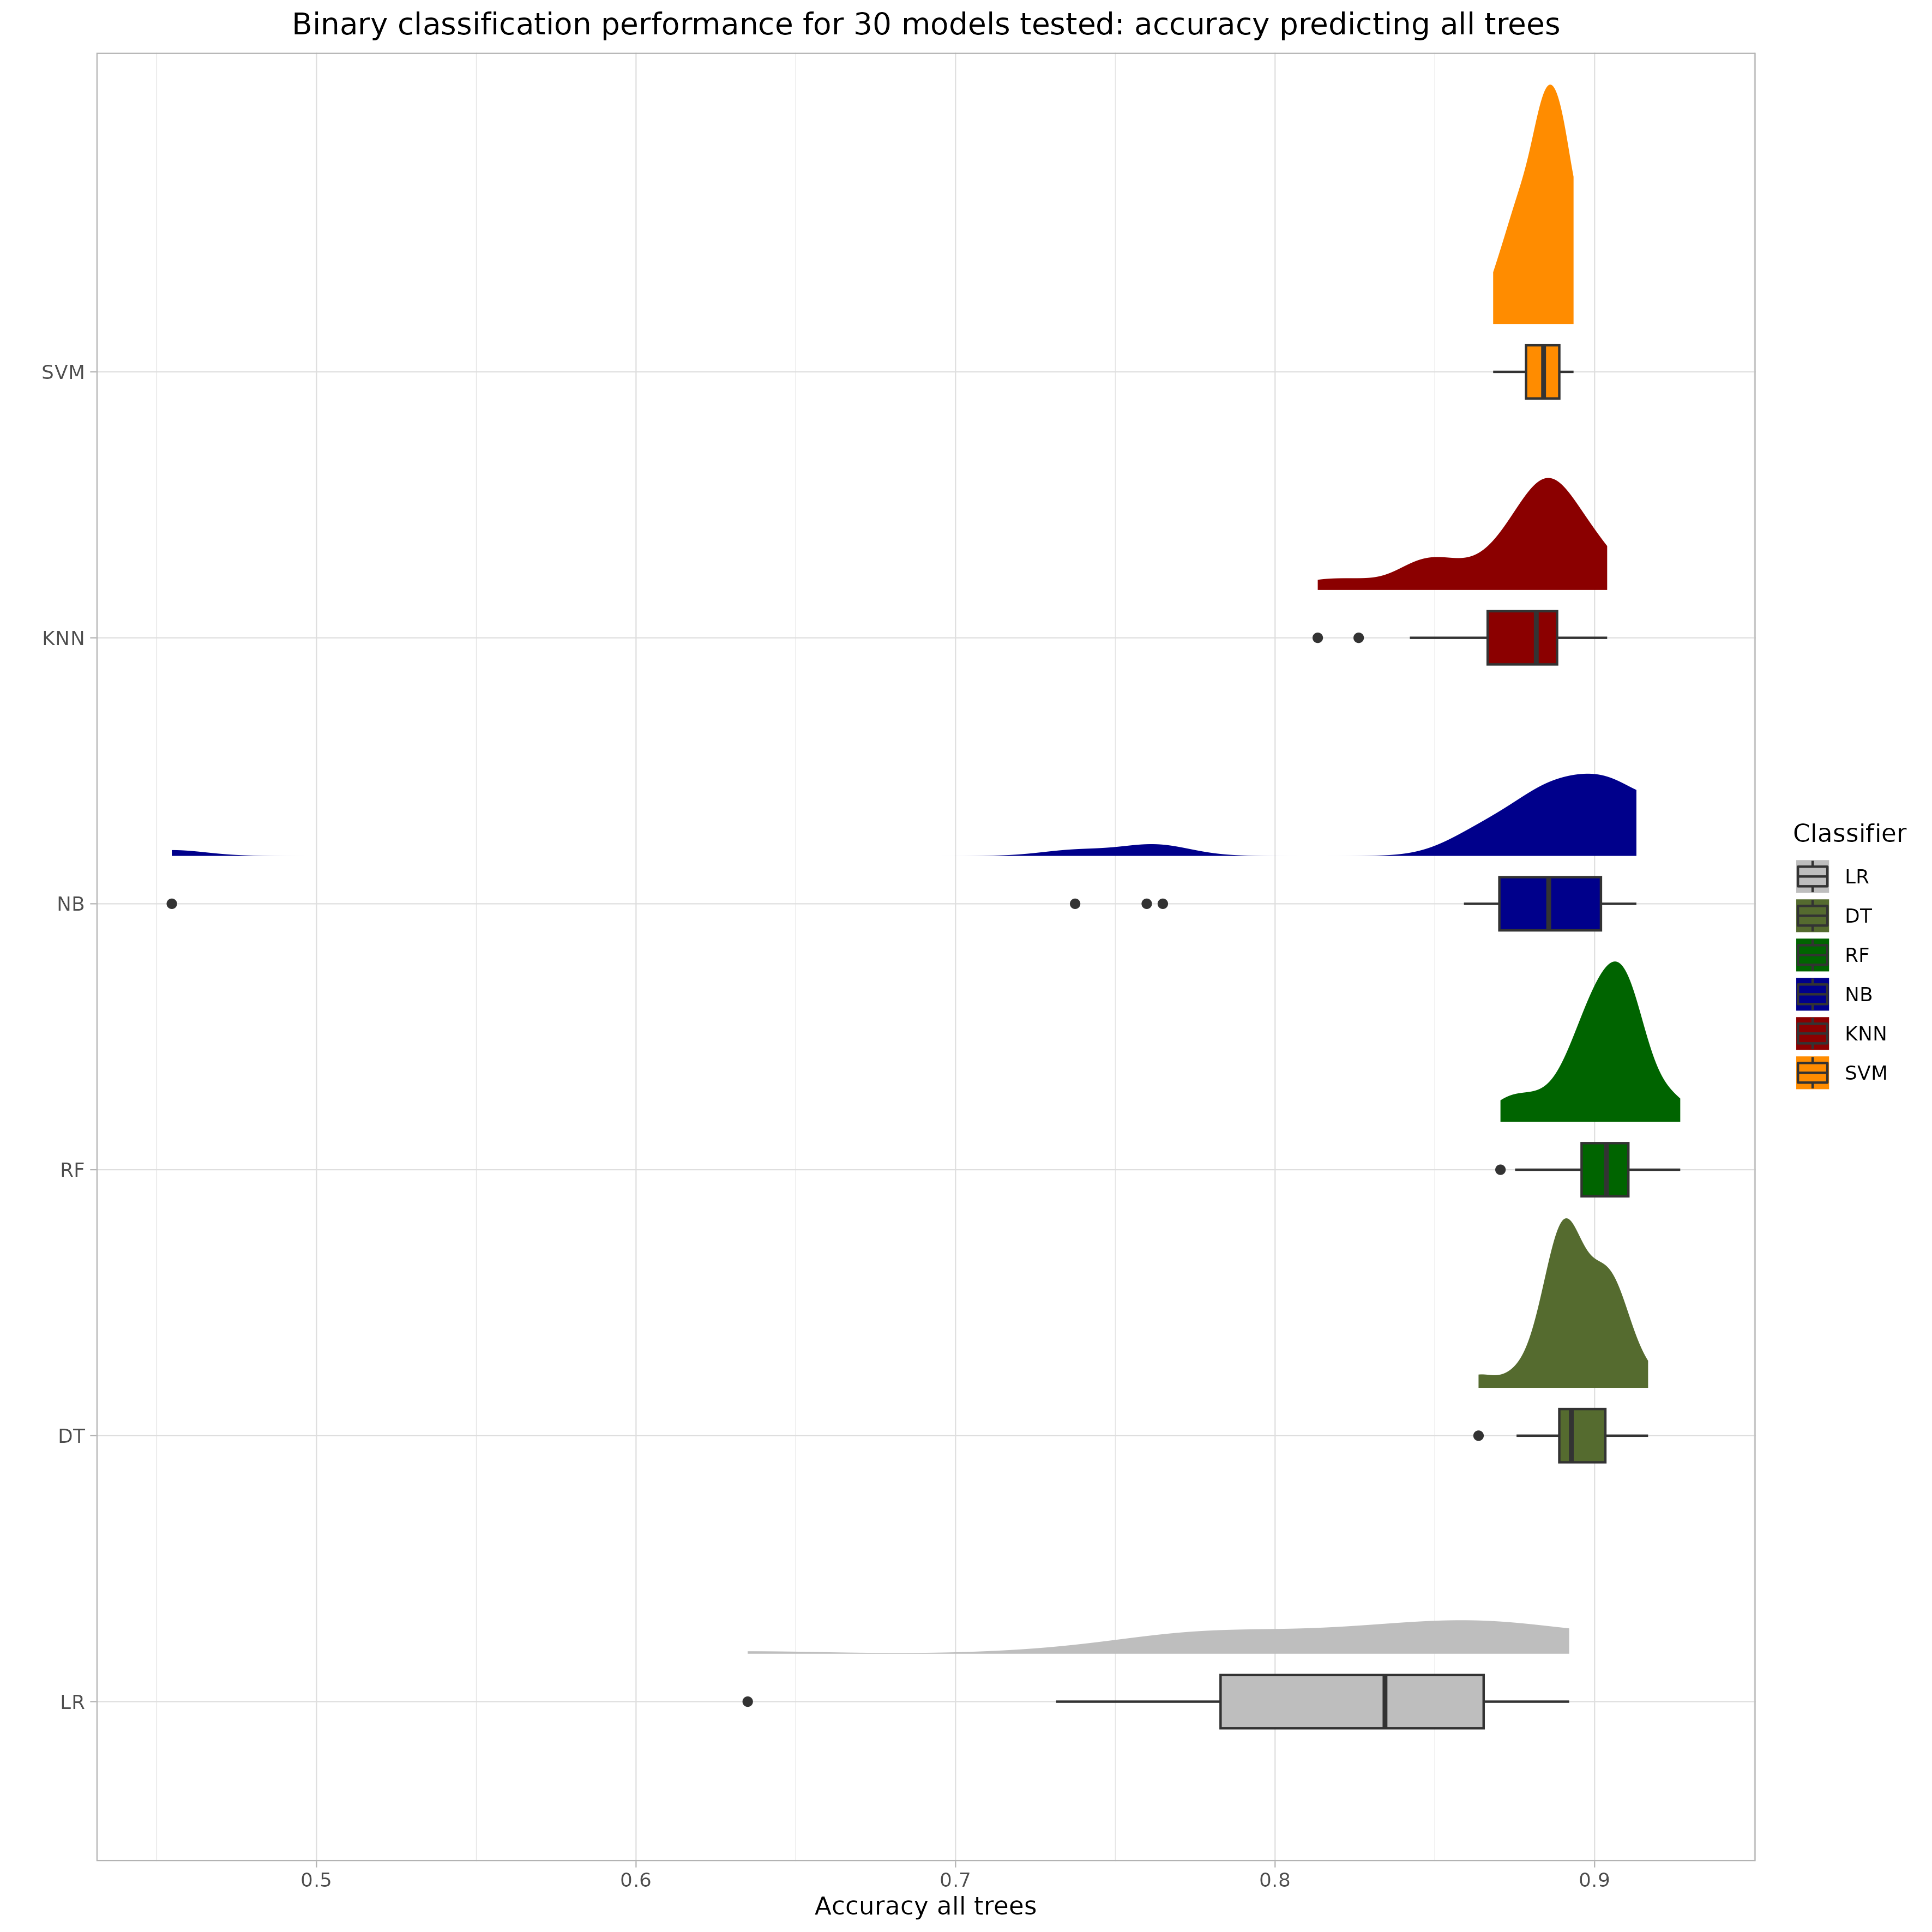 Binary classification performance for 30 models tested: accuracy predicting all trees
SVM
KNN
NB
RF
DT
LR
0.5 0.6 0.7 0.8 0.9
Accuracy all trees
Classifier
LR
DT
RF
NB
KNN
SVM